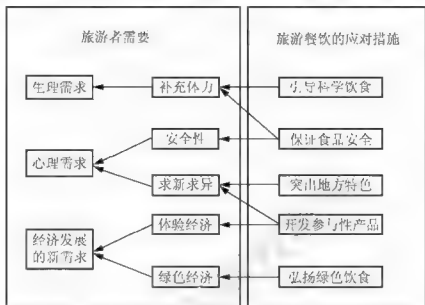 旅游者需要
旅游餐饮的应对措施
生理需求
补充体力
引导科学饮食
安全性
保证食品安全
心理需求
求新求异
突出地方特色
体验经济
开发参与性产品
经济发展
的新需求
绿色经济
弘扬绿色饮食